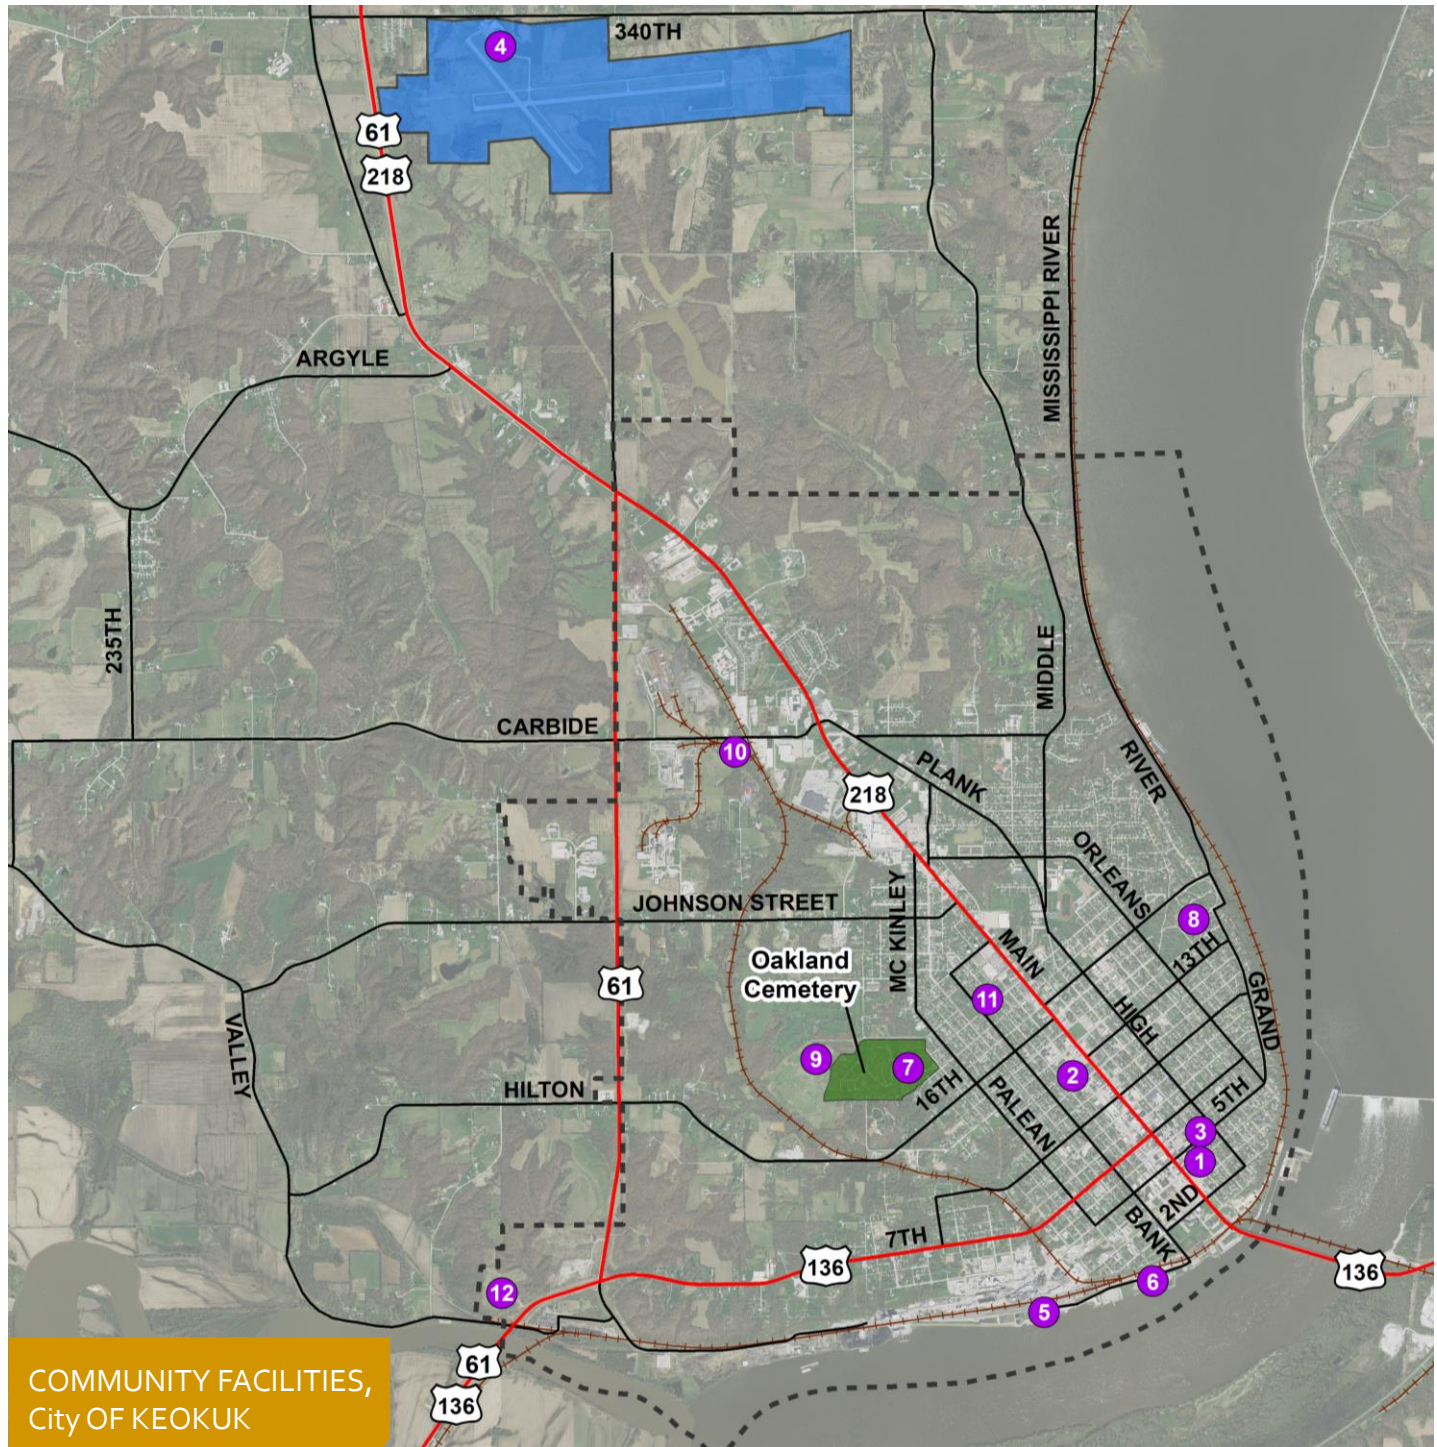 340TH
4
61
218
MISSISSIPPI RIVER
ARGYLE
235TH
MIDDLE
CARBIDE
10
PLANK
RIVER
218
ORLEANS
JOHNSON STREET
MC KINLEY
8
13TH
MAIN
Oakland
Cemetery
61
11
HIGH
GRAND
VALLEY
9
7
2
HILTON
16TH
PALEAN
5TH
3
1
2ND
BANK
7TH
136
136
6
12
5
61
136
COMMUNITY FACILITIES,
City OF KEOKUK